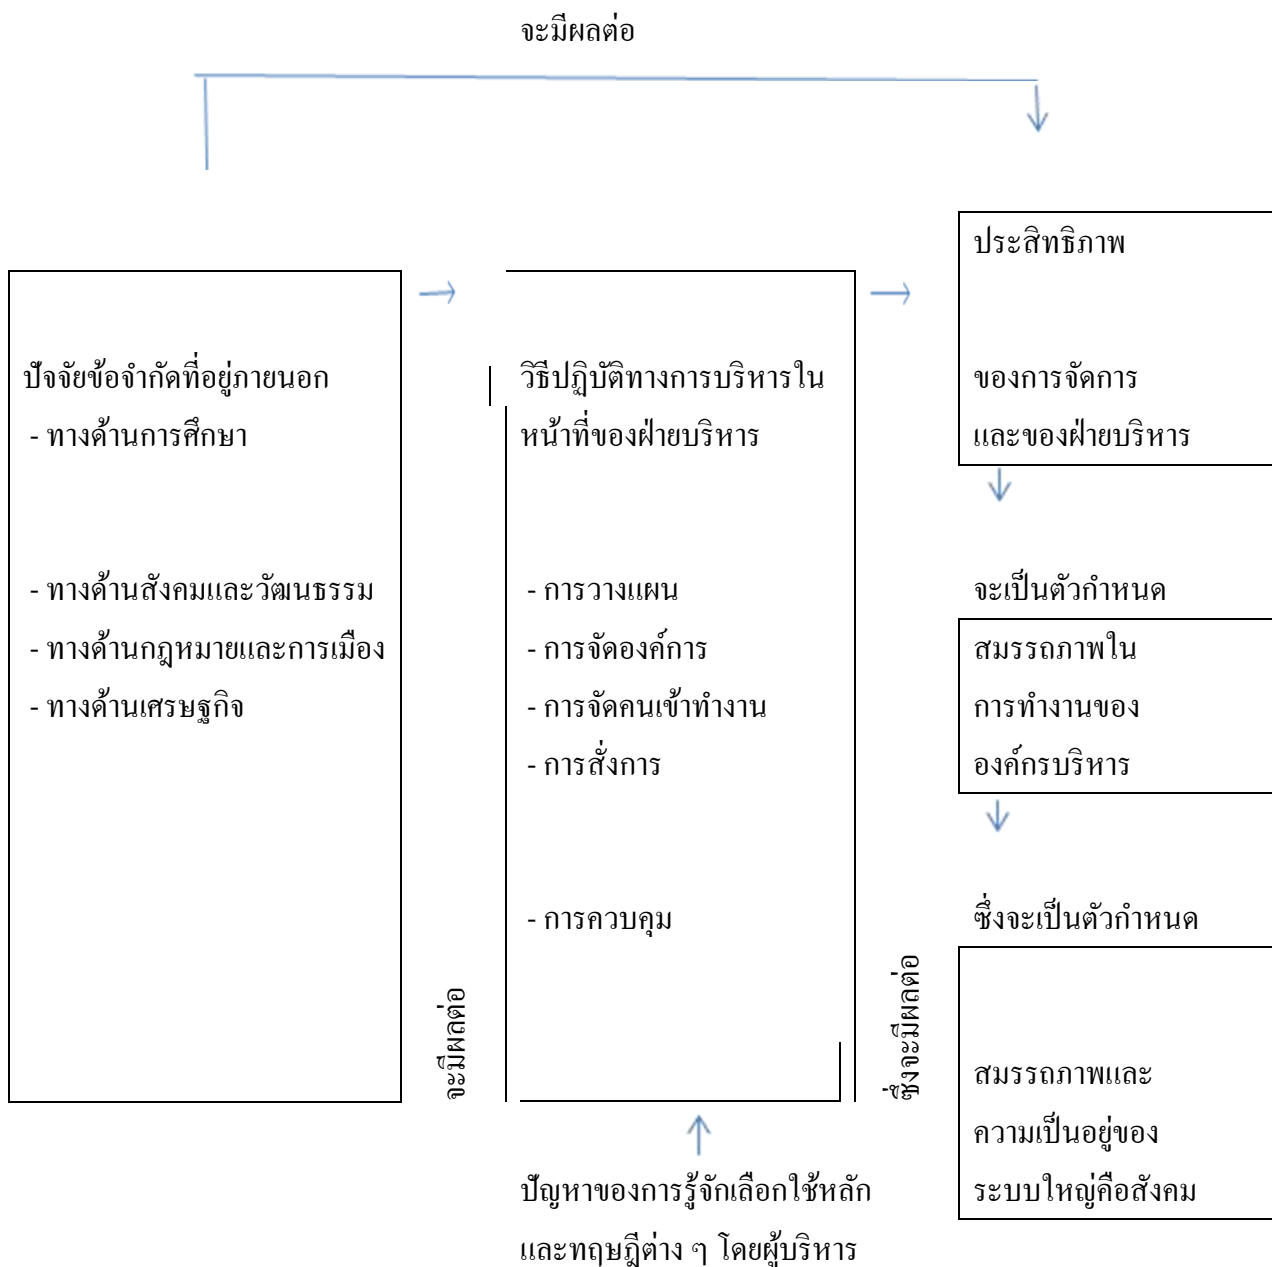 จะมีผลต่อ
ปัจจัยข้อจำกัดที่อยู่ภายนอก
- ทางด้านการศึกษา
- ทางด้านสังคมและวัฒนธรรม
- ทางด้านกฎหมายและการเมือง
- ทางด้านเศรษฐกิจ
จะมีผลต่อ
วิธีปฏิบัติทางการบริหารใน
หน้าที่ของฝ่ายบริหาร
- การวางแผน
- การจัดองค์การ
- การจัดคนเข้าทำงาน
- การสั่งการ
- การควบคุม
ปัญหาของการรู้จักเลือกใช้หลัก
และทฤษฎีต่าง ๆ โดยผู้บริหาร
ซึ่งจะมีผลต่อ
ประสิทธิภาพ
ของการจัดการ
และของฝ่ายบริหาร
จะเป็นตัวกำหนด
สมรรถภาพใน
การทำงานของ
องค์กรบริหาร
ซึ่งจะเป็นตัวกำหนด
สมรรถภาพและ
ความเป็นอยู่ของ
ระบบใหญ่คือสังคม